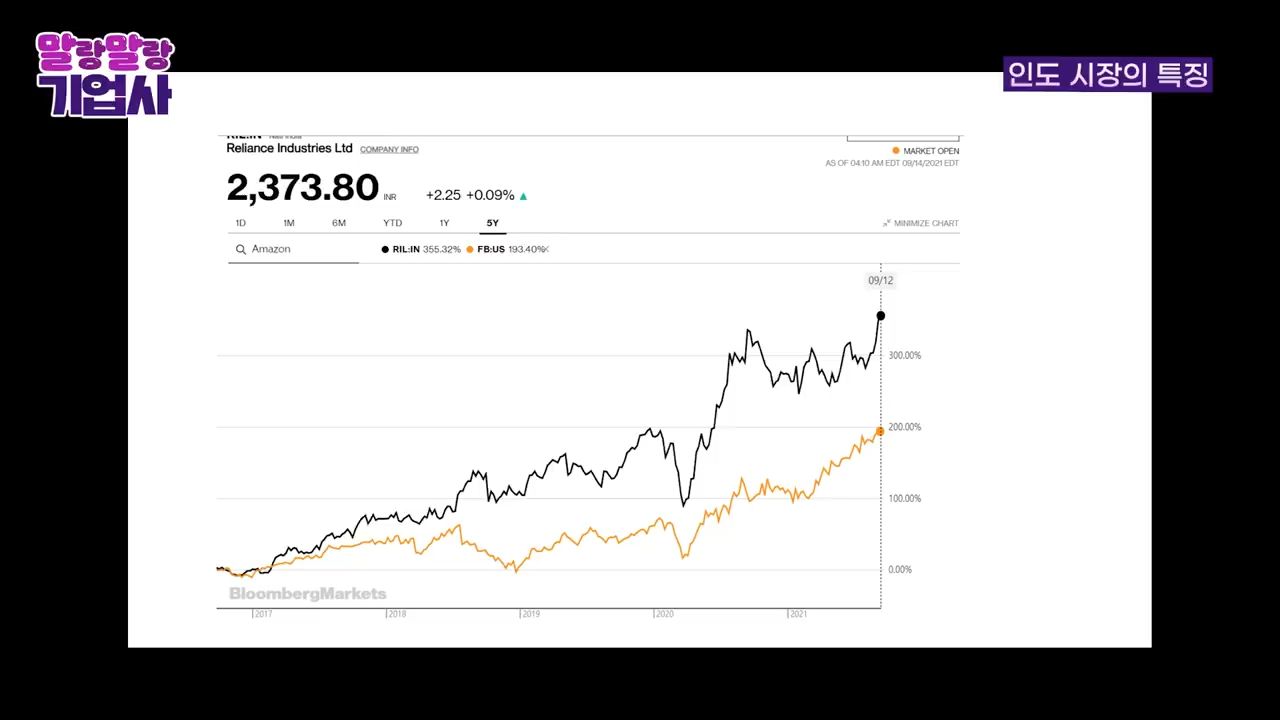 말랑말랑
기업사
인도 시장의 특징
RIL:IN
Reliance Industries Ltd COMPANY INFO
MARKET OPEN
AS OF 04:10 AM EDT 09/14/2021 EDT
2,373.80 INR +2.25 +0.09% ▲
1D 1M 6M YTD 1Y 5Y
MINIMIZE CHART
Amazon RIL:IN 355.32% FB:US 193.40%
09/12
300.00%
200.00%
100.00%
0.00%
BloombergMarkets
2017 2018 2019 2020 2021